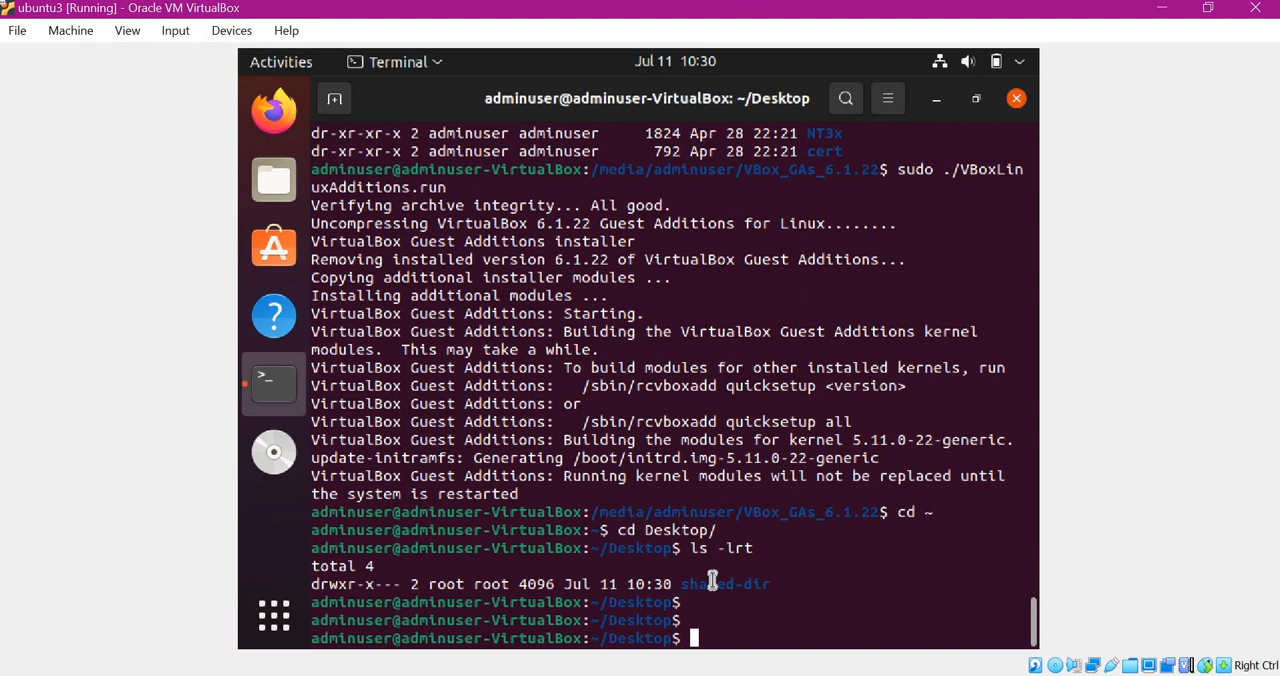 ubuntu3 [Running] - Oracle VM VirtualBox
File Machine View Input Devices Help
Activities Terminal Jul 11 10:30
adminuser@adminuser-VirtualBox: ~/Desktop
dr-xr-xr-x 2 adminuser adminuser 1824 Apr 28 22:21 NT3x
dr-xr-xr-x 2 adminuser adminuser 792 Apr 28 22:21 cert
adminuser@adminuser-VirtualBox:/media/adminuser/VBox_GAs_6.1.22$ sudo ./VBoxLin
uxAdditions.run
Verifying archive integrity... All good.
Uncompressing VirtualBox 6.1.22 Guest Additions for Linux........
VirtualBox Guest Additions installer
Removing installed version 6.1.22 of VirtualBox Guest Additions...
Copying additional installer modules ...
Installing additional modules ...
VirtualBox Guest Additions: Starting.
VirtualBox Guest Additions: Building the VirtualBox Guest Additions kernel
modules. This may take a while.
VirtualBox Guest Additions: To build modules for other installed kernels, run
VirtualBox Guest Additions: /sbin/rcvboxadd quicksetup <version>
VirtualBox Guest Additions: or
VirtualBox Guest Additions: /sbin/rcvboxadd quicksetup all
VirtualBox Guest Additions: Building the modules for kernel 5.11.0-22-generic.
update-initramfs: Generating /boot/initrd.img-5.11.0-22-generic
VirtualBox Guest Additions: Running kernel modules will not be replaced until
the system is restarted
adminuser@adminuser-VirtualBox:/media/adminuser/VBox_GAs_6.1.22$ cd ~
adminuser@adminuser-VirtualBox:~$ cd Desktop/
adminuser@adminuser-VirtualBox:~/Desktop$ ls -lrt
total 4
drwxr-x--- 2 root root 4096 Jul 11 10:30 shared-dir
adminuser@adminuser-VirtualBox:~/Desktop$
adminuser@adminuser-VirtualBox:~/Desktop$
adminuser@adminuser-VirtualBox:~/Desktop$
Right Ctrl